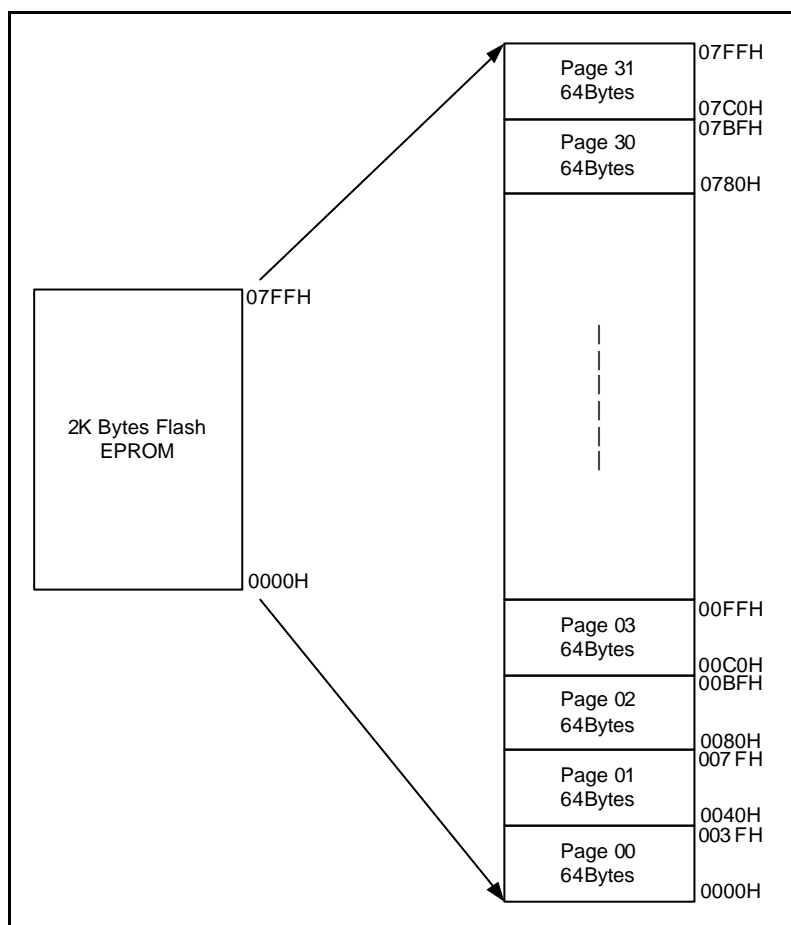 07FFH
Page 31
64Bytes
07C0H
07BFH
Page 30
64Bytes
0780H
07FFH
2K Bytes Flash
EPROM
0000H
00FFH
Page 03
64Bytes
00C0H
00BFH
Page 02
64Bytes
0080H
007FH
Page 01
64Bytes
0040H
003FH
Page 00
64Bytes
0000H